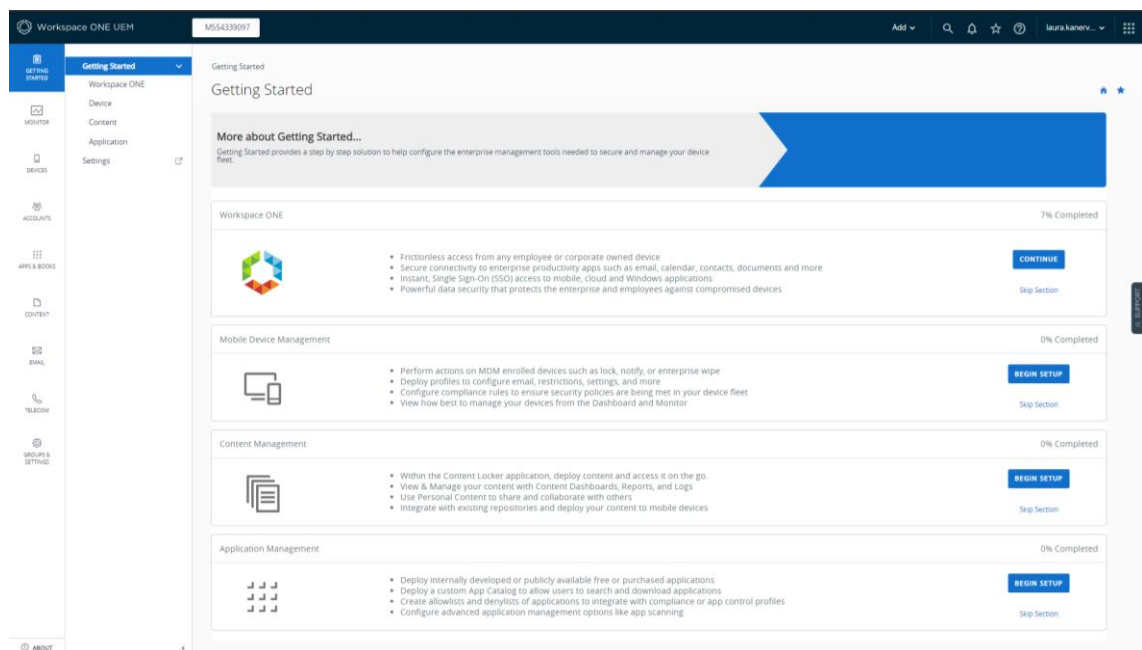 Workspace ONE UEM
M554339097
Add
laura.kanerv...
GETTING
STARTED
MONITOR
DEVICES
ACCOUNTS
APPS & BOOKS
CONTENT
EMAIL
TELECOM
GROUPS &
SETTINGS
ABOUT
Getting Started
Workspace ONE
Device
Content
Application
Settings
Getting Started
Getting Started
More about Getting Started...
Getting Started provides a step by step solution to help configure the enterprise management tools needed to secure and manage your device
fleet.
Workspace ONE
7% Completed
• Frictionless access from any employee or corporate owned device
• Secure connectivity to enterprise productivity apps such as email, calendar, contacts, documents and more
• Instant, Single Sign-On (SSO) access to mobile, cloud and Windows applications
• Powerful data security that protects the enterprise and employees against compromised devices
CONTINUE
Skip Section
Mobile Device Management
0% Completed
• Perform actions on MDM enrolled devices such as lock, notify, or enterprise wipe
• Deploy profiles to configure email, restrictions, settings, and more
• Configure compliance rules to ensure security policies are being met in your device fleet
• View how best to manage your devices from the Dashboard and Monitor
BEGIN SETUP
Skip Section
Content Management
0% Completed
• Within the Content Locker application, deploy content and access it on the go.
• View & Manage your content with Content Dashboards, Reports, and Logs
• Use Personal Content to share and collaborate with others
• Integrate with existing repositories and deploy your content to mobile devices
BEGIN SETUP
Skip Section
Application Management
0% Completed
• Deploy internally developed or publicly available free or purchased applications
• Deploy a custom App Catalog to allow users to search and download applications
• Create allowlists and denylists of applications to integrate with compliance or app control profiles
• Configure advanced application management options like app scanning
BEGIN SETUP
Skip Section
SUPPORT